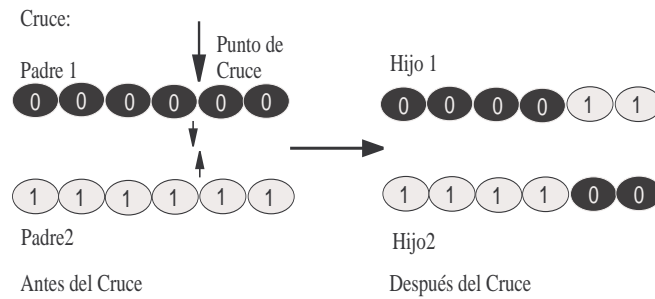 Cruce:
Punto de
Cruce
Padre 1
0 0 0 0 0 0
1 1 1 1 1 1
Padre2
Antes del Cruce
Hijo 1
0 0 0 0 1 1
1 1 1 1 0 0
Hijo2
Después del Cruce